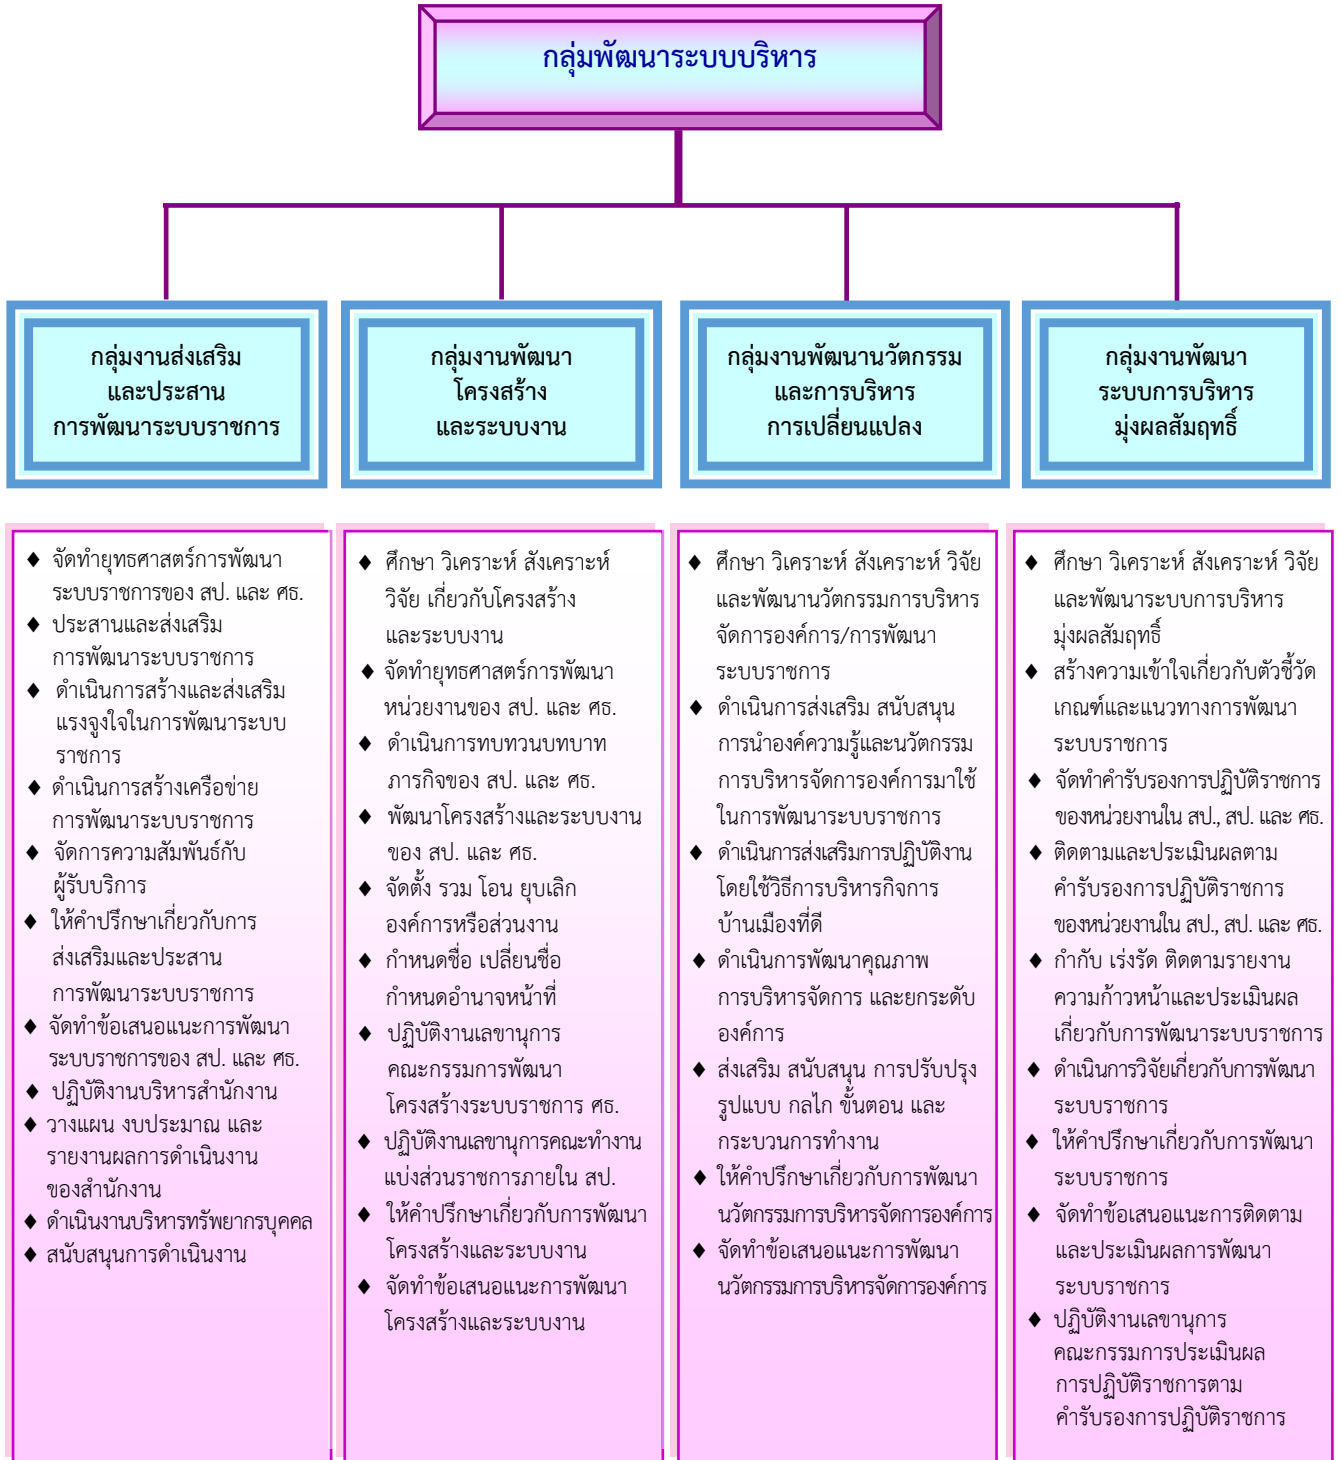 กลุ่มพัฒนาระบบบริหาร
กลุ่มงานส่งเสริม
และประสาน
การพัฒนาระบบราชการ
กลุ่มงานพัฒนา
โครงสร้าง
และระบบงาน
กลุ่มงานพัฒนานวัตกรรม
และการบริหาร
การเปลี่ยนแปลง
กลุ่มงานพัฒนา
ระบบการบริหาร
มุ่งผลสัมฤทธิ์
♦ จัดทำยุทธศาสตร์การพัฒนา
ระบบราชการของ สป. และ ศธ.
♦ ประสานและส่งเสริม
การพัฒนาระบบราชการ
♦ ดำเนินการสร้างและส่งเสริม
แรงจูงใจในการพัฒนาระบบ
ราชการ
♦ ดำเนินการสร้างเครือข่าย
การพัฒนาระบบราชการ
♦ จัดการความสัมพันธ์กับ
ผู้รับบริการ
♦ ให้คำปรึกษาเกี่ยวกับการ
ส่งเสริมและประสาน
การพัฒนาระบบราชการ
♦ จัดทำข้อเสนอแนะการพัฒนา
ระบบราชการของ สป. และ ศธ.
♦ ปฏิบัติงานบริหารสำนักงาน
♦ วางแผน งบประมาณ และ
รายงานผลการดำเนินงาน
ของสำนักงาน
♦ ดำเนินงานบริหารทรัพยากรบุคคล
♦ สนับสนุนการดำเนินงาน
♦ ศึกษา วิเคราะห์ สังเคราะห์
วิจัย เกี่ยวกับโครงสร้าง
และระบบงาน
♦ จัดทำยุทธศาสตร์การพัฒนา
หน่วยงานของ สป. และ ศธ.
♦ ดำเนินการทบทวนบทบาท
ภารกิจของ สป. และ ศธ.
♦ พัฒนาโครงสร้างและระบบงาน
ของ สป. และ ศธ.
♦ จัดตั้ง รวม โอน ยุบเลิก
องค์การหรือส่วนงาน
♦ กำหนดชื่อ เปลี่ยนชื่อ
กำหนดอำนาจหน้าที่
♦ ปฏิบัติงานเลขานุการ
คณะกรรมการพัฒนา
โครงสร้างระบบราชการ ศธ.
♦ ปฏิบัติงานเลขานุการคณะทำงาน
แบ่งส่วนราชการภายใน สป.
♦ ให้คำปรึกษาเกี่ยวกับการพัฒนา
โครงสร้างและระบบงาน
♦ จัดทำข้อเสนอแนะการพัฒนา
โครงสร้างและระบบงาน
♦ ศึกษา วิเคราะห์ สังเคราะห์ วิจัย
และพัฒนานวัตกรรมการบริหาร
จัดการองค์การ/การพัฒนา
ระบบราชการ
♦ ดำเนินการส่งเสริม สนับสนุน
การนำองค์ความรู้และนวัตกรรม
การบริหารจัดการองค์การมาใช้
ในการพัฒนาระบบราชการ
♦ ดำเนินการส่งเสริมการปฏิบัติงาน
โดยใช้วิธีการบริหารกิจการ
บ้านเมืองที่ดี
♦ ดำเนินการพัฒนาคุณภาพ
การบริหารจัดการ และยกระดับ
องค์การ
♦ ส่งเสริม สนับสนุน การปรับปรุง
รูปแบบ กลไก ขั้นตอน และ
กระบวนการทำงาน
♦ ให้คำปรึกษาเกี่ยวกับการพัฒนา
นวัตกรรมการบริหารจัดการองค์การ
♦ จัดทำข้อเสนอแนะการพัฒนา
นวัตกรรมการบริหารจัดการองค์การ
♦ ศึกษา วิเคราะห์ สังเคราะห์ วิจัย
และพัฒนาระบบการบริหาร
มุ่งผลสัมฤทธิ์
♦ สร้างความเข้าใจเกี่ยวกับตัวชี้วัด
เกณฑ์และแนวทางการพัฒนา
ระบบราชการ
♦ จัดทำคำรับรองการปฏิบัติราชการ
ของหน่วยงานใน สป., สป. และ ศธ.
♦ ติดตามและประเมินผลตาม
คำรับรองการปฏิบัติราชการ
ของหน่วยงานใน สป., สป. และ ศธ.
♦ กำกับ เร่งรัด ติดตามรายงาน
ความก้าวหน้าและประเมินผล
เกี่ยวกับการพัฒนาระบบราชการ
♦ ดำเนินการวิจัยเกี่ยวกับการพัฒนา
ระบบราชการ
♦ ให้คำปรึกษาเกี่ยวกับการพัฒนา
ระบบราชการ
♦ จัดทำข้อเสนอแนะการติดตาม
และประเมินผลการพัฒนา
ระบบราชการ
♦ ปฏิบัติงานเลขานุการ
คณะกรรมการประเมินผล
การปฏิบัติราชการตาม
คำรับรองการปฏิบัติราชการ